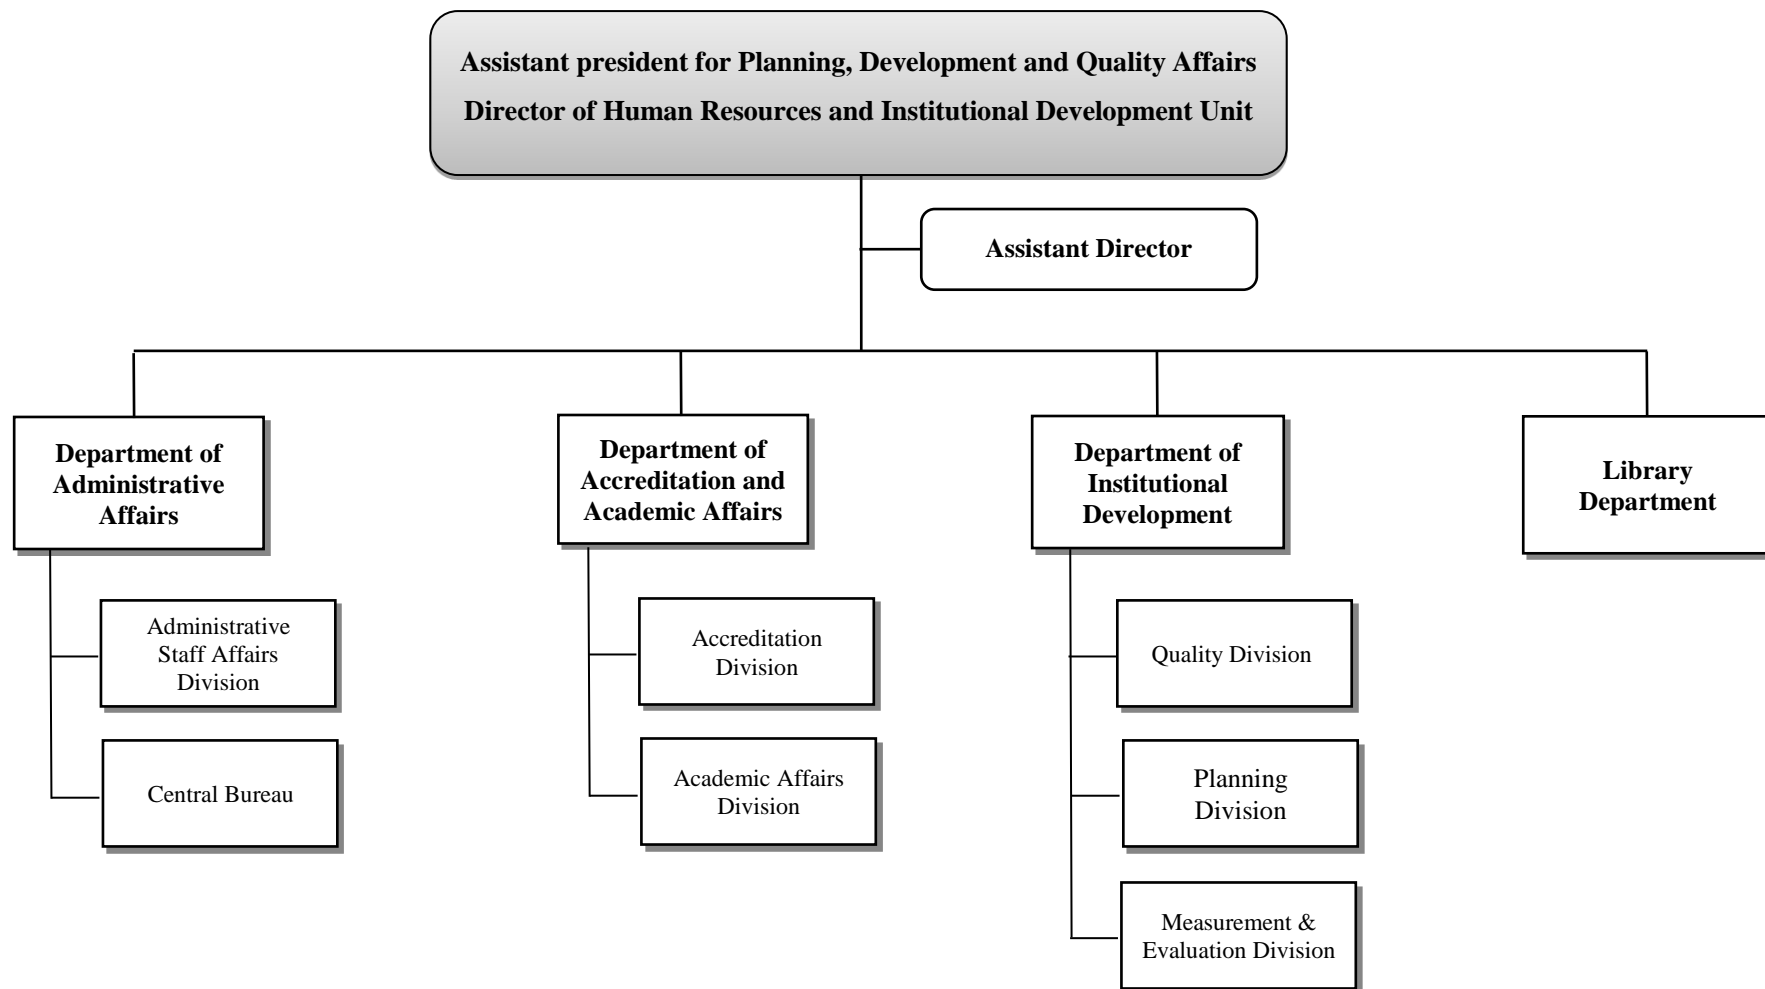 Assistant president for Planning, Development and Quality Affairs
Director of Human Resources and Institutional Development Unit
Assistant Director
Department of
Administrative
Affairs
Department of
Accreditation and
Academic Affairs
Department of
Institutional
Development
Library
Department
Administrative
Staff Affairs
Division
Central Bureau
Accreditation
Division
Academic Affairs
Division
Quality Division
Planning
Division
Measurement &
Evaluation Division